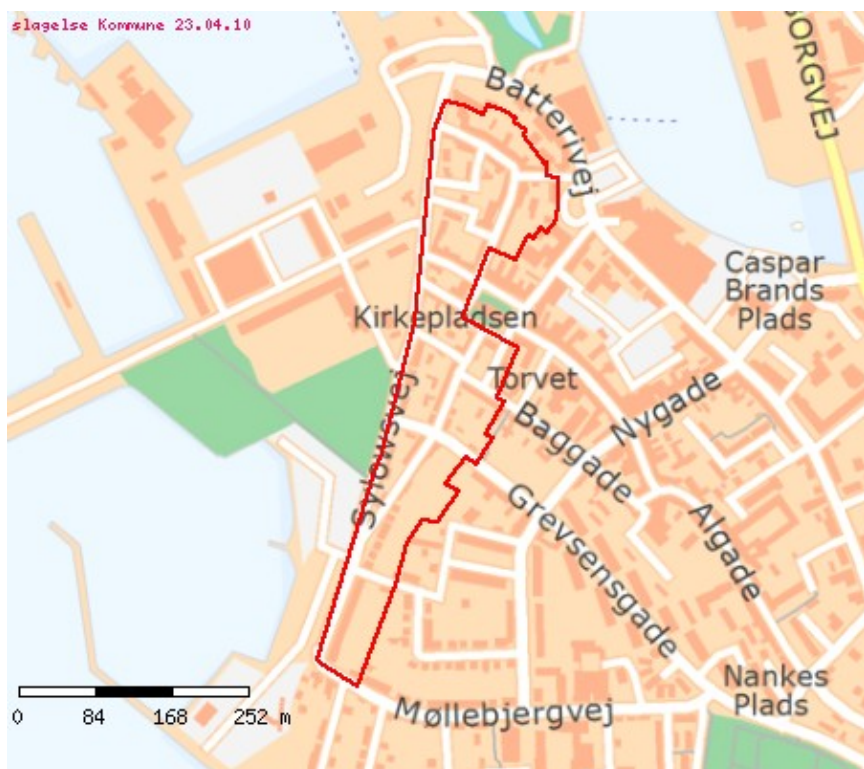 slagelse Kommune 23.04.10
Batterivej
BORGVEJ
Caspar
Brands
Plads
Kirkepladsen
Torvet
Nygade
Sylowsvej
Baggade
Grevsensgade
Algade
Nankes
Plads
Møllebjergvej
0 84 168 252 m